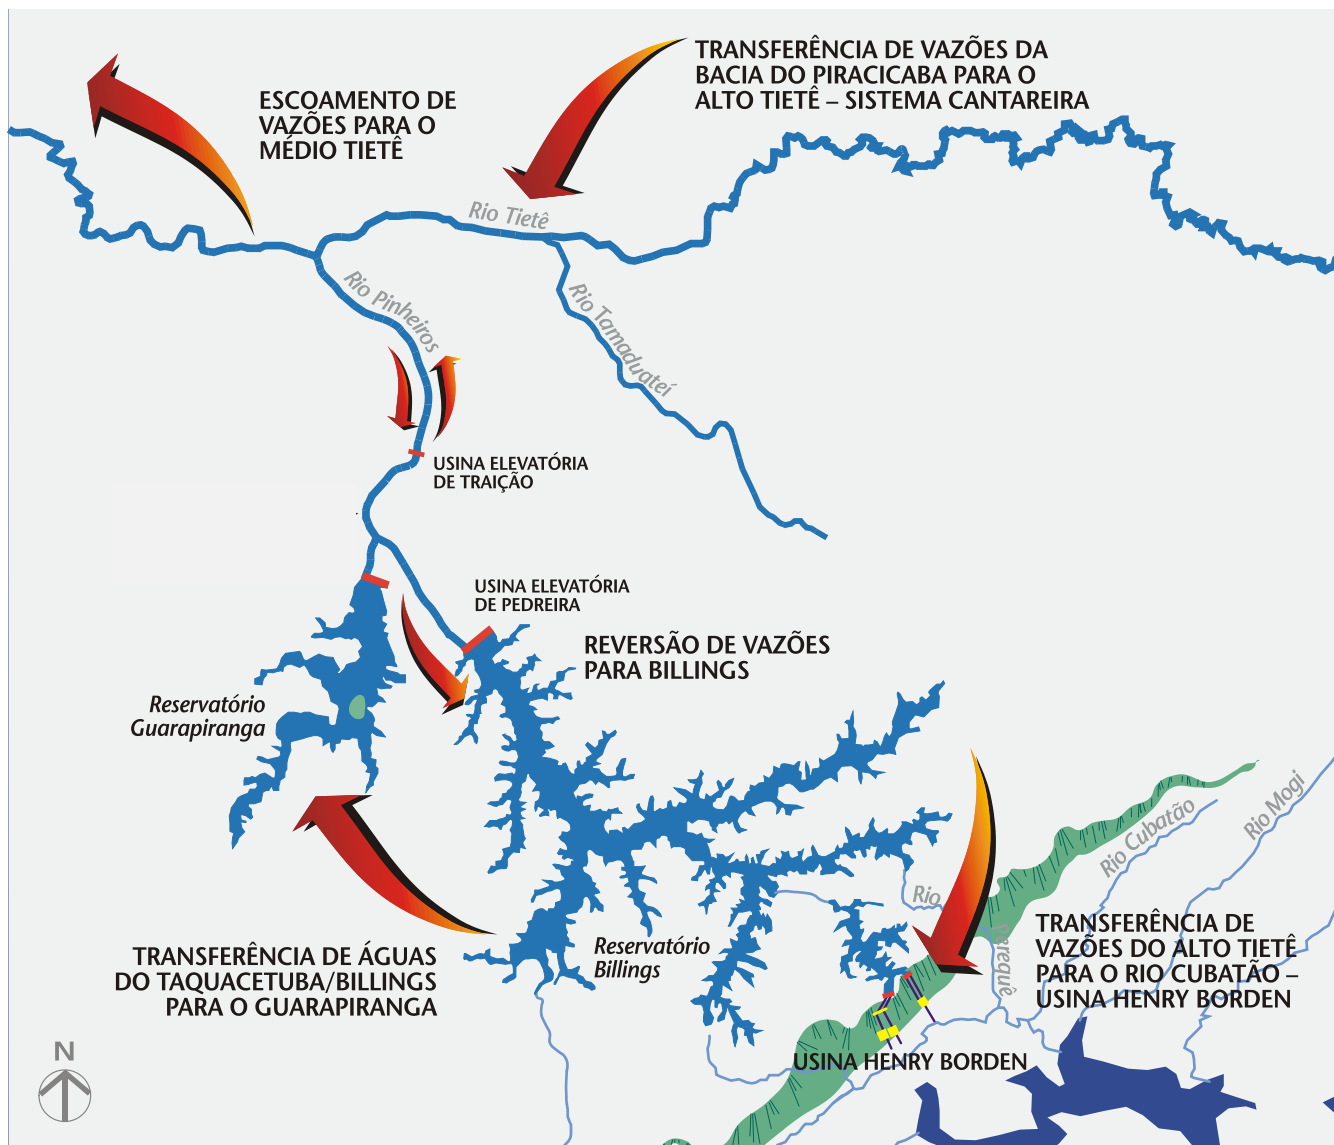 TRANSFERÊNCIA DE VAZÕES DA
BACIA DO PIRACICABA PARA O
ALTO TIETÊ – SISTEMA CANTAREIRA
ESCOAMENTO DE
VAZÕES PARA O
MÉDIO TIETÊ
Rio Tietê
Rio Pinheiros
Rio Tamaduateí
USINA ELEVATÓRIA
DE TRAIÇÃO
USINA ELEVATÓRIA
DE PEDREIRA
REVERSÃO DE VAZÕES
PARA BILLINGS
Reservatório
Guarapiranga
Rio Mogi
Rio Cubatão
Rio
Perequê
TRANSFERÊNCIA DE
VAZÕES DO ALTO TIETÊ
PARA O RIO CUBATÃO –
USINA HENRY BORDEN
Reservatório
Billings
TRANSFERÊNCIA DE ÁGUAS
DO TAQUACETUBA/BILLINGS
PARA O GUARAPIRANGA
USINA HENRY BORDEN
N